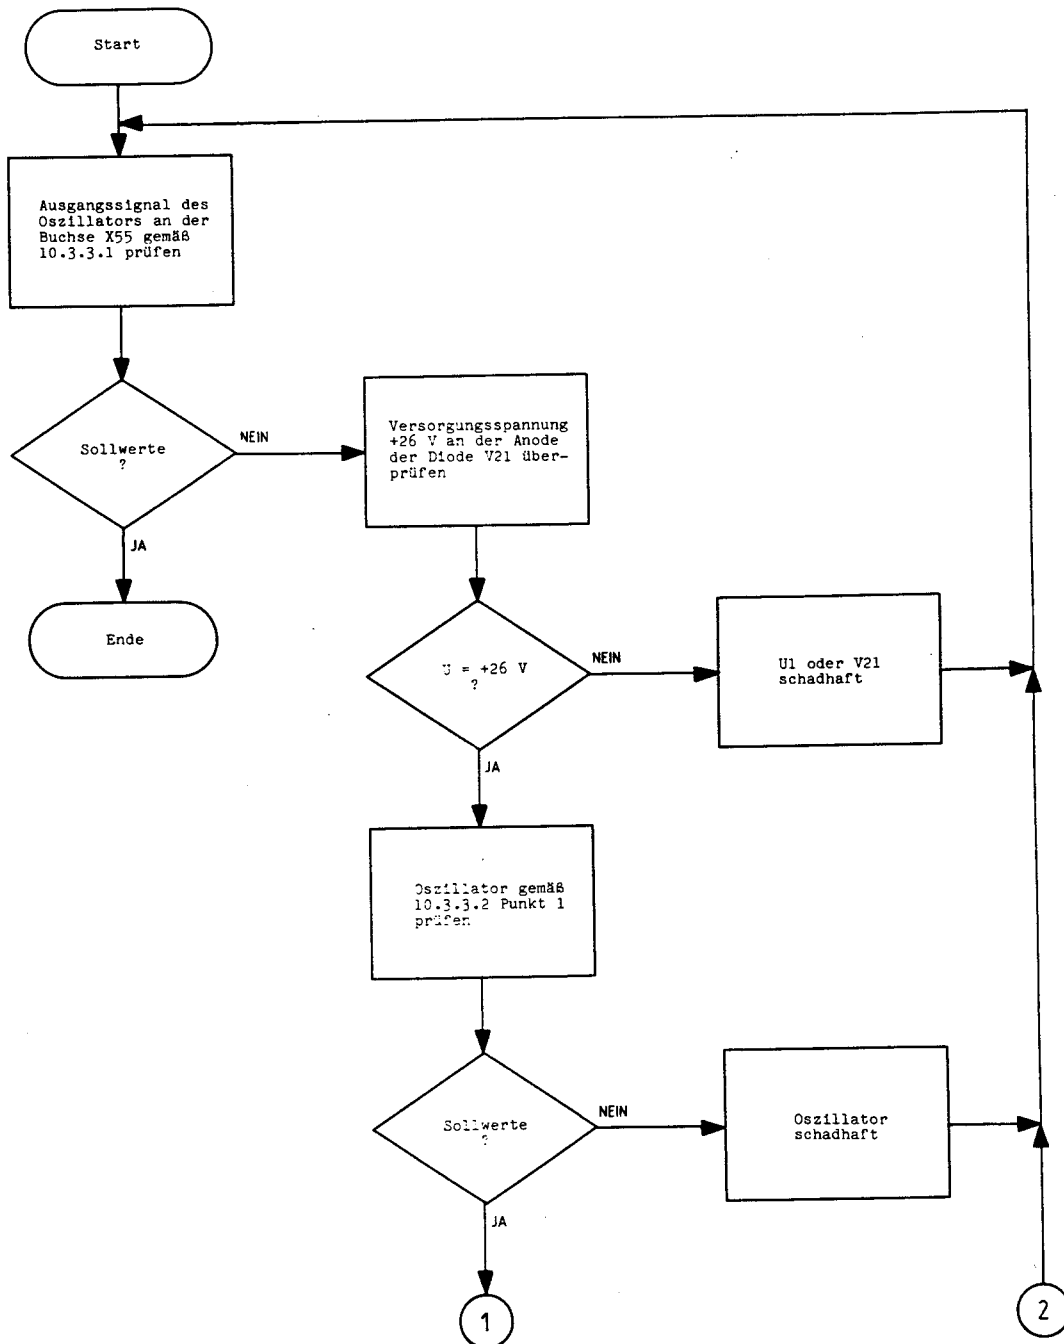 Start
Ausgangssignal des
Oszillators an der
Buchse X55 gemäß
10.3.3.1 prüfen
Sollwerte
?
NEIN
JA
Ende
Versorgungsspannung
+26 V an der Anode
der Diode V21 über-
prüfen
U = +26 V
?
NEIN
JA
U1 oder V21
schadhaft
Oszillator gemäß
10.3.3.2 Punkt 1
prüfen
Sollwerte
?
NEIN
JA
Oszillator
schadhaft
1
2